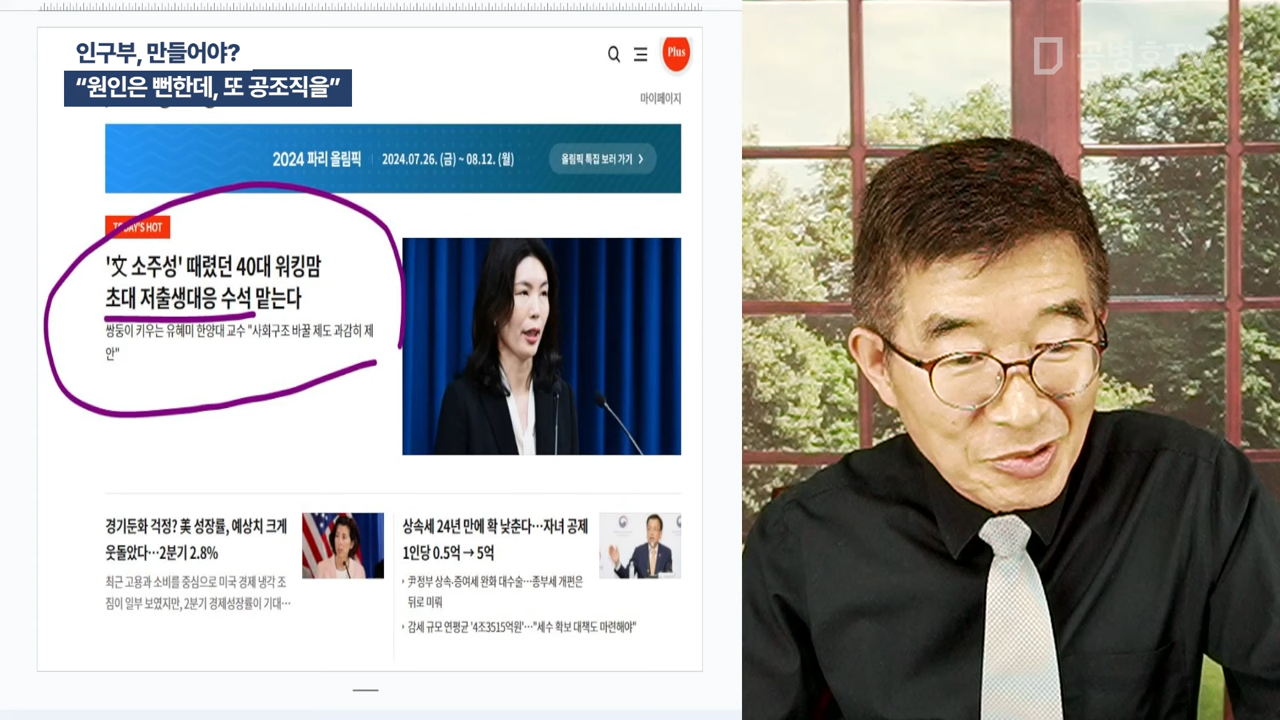 인구부, 만들어야?
“원인은 뻔한데, 또 공조직을”
Plus
마이페이지
2024 파리 올림픽
2024.07.26. (금) ~ 08.12. (월)
올림픽 특집 보러 가기 >
TODAY'S HOT
'文 소주성' 때렸던 40대 워킹맘
초대 저출생대응 수석 맡는다
쌍둥이 키우는 유혜미 한양대 교수 "사회구조 바꿀 제도 과감히 제
안"
경기둔화 걱정? 美 성장률, 예상치 크게
웃돌았다…2분기 2.8%
최근 고용과 소비를 중심으로 미국 경제 냉각 조
짐이 일부 보였지만, 2분기 경제성장률이 기대…
상속세 24년 만에 확 낮춘다…자녀 공제
1인당 0.5억 → 5억
尹정부 상속·증여세 완화 대수술…종부세 개편은
뒤로 미뤄
감세 규모 연평균 '4조3515억원'…"세수 확보 대책도 마련해야"
공병호TV